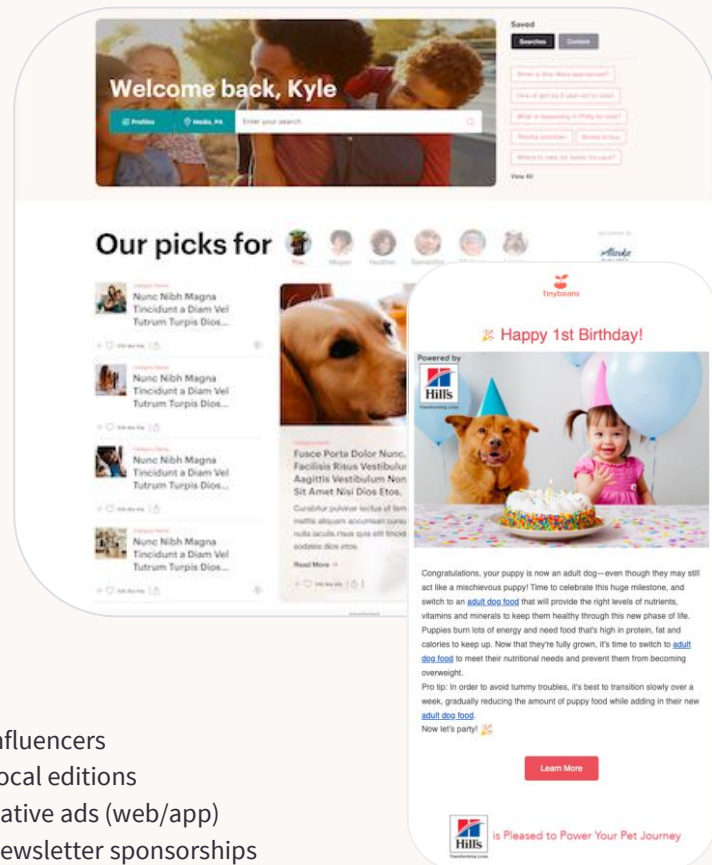 Welcome back, Kyle
Profiles
Media, PA
Enter your search
Saved
Searches
Content
View All
Our picks for
You
Megan
Heather
Samantha
Nunc Nibh Magna
Tincidunt a Diam Vel
Tutrum Turpis Dios...
Nunc Nibh Magna
Tincidunt a Diam Vel
Tutrum Turpis Dios...
Nunc Nibh Magna
Tincidunt a Diam Vel
Tutrum Turpis Dios...
Nunc Nibh Magna
Tincidunt a Diam Vel
Tutrum Turpis Dios...
Fusce Porta Dolor Nunc,
Facilisis Risus Vestibulur
Aagittis Vestibulum Non
Sit Amet Nisi Dios Etos.
Read More →
tinybeans
🎉 Happy 1st Birthday!
Powered by
Hill's
Transforming Lives
Congratulations, your puppy is now an adult dog—even though they may still
act like a mischievous puppy! Time to celebrate this huge milestone, and
switch to an adult dog food that will provide the right levels of nutrients,
vitamins and minerals to keep them healthy through this new phase of life.
Puppies burn lots of energy and need food that's high in protein, fat and
calories to keep up. Now that they're fully grown, it's time to switch to adult
dog food to meet their nutritional needs and prevent them from becoming
overweight.
Pro tip: In order to avoid tummy troubles, it's best to transition slowly over a
week, gradually reducing the amount of puppy food while adding in their new
adult dog food.
Now let's party! 🎉
Learn More
Hill's
Transforming Lives
is Pleased to Power Your Pet Journey
nfluencers
ocal editions
ative ads (web/app)
ewsletter sponsorships